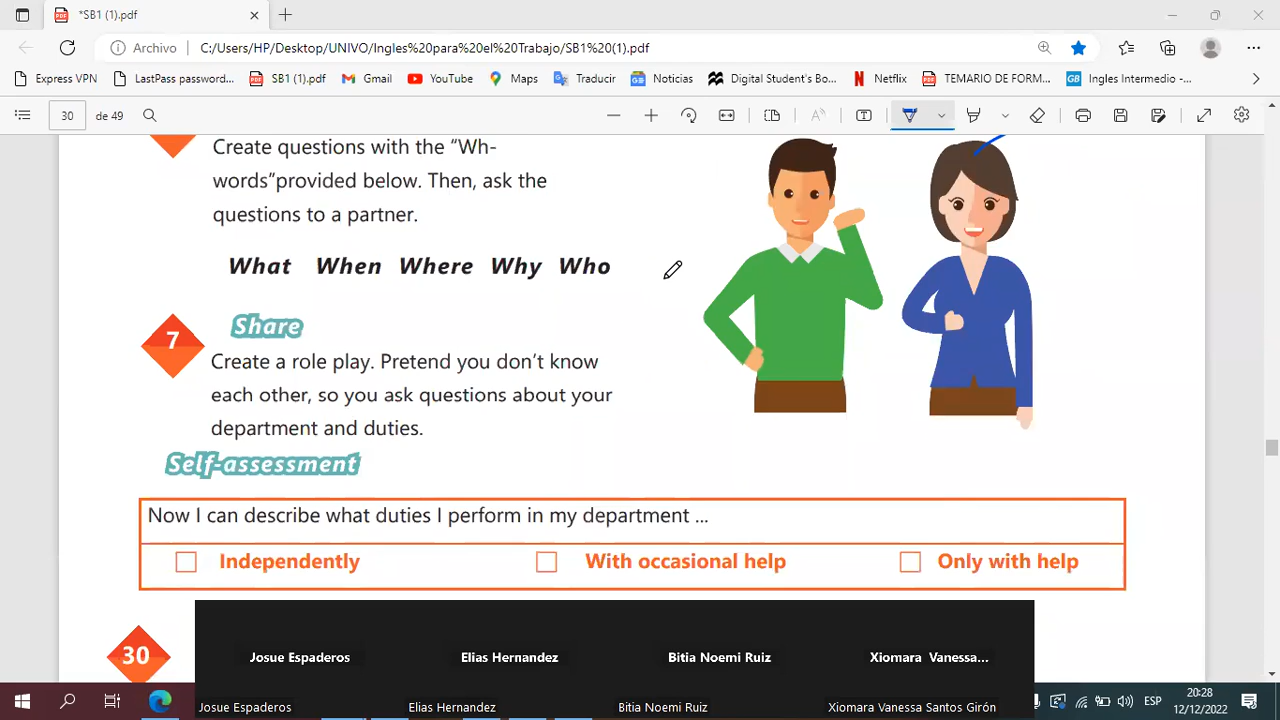 *SB1 (1).pdf
Archivo C:/Users/HP/Desktop/UNIVO/Ingles%20para%20el%20Trabajo/SB1%20(1).pdf
Express VPN LastPass password... SB1 (1).pdf Gmail YouTube Maps Traducir Noticias Digital Student's Bo... Netflix TEMARIO DE FORM... GB Ingles Intermedio -...
30 de 49
Create questions with the "Wh-
words"provided below. Then, ask the
questions to a partner.
What When Where Why Who
7 Share
Create a role play. Pretend you don't know
each other, so you ask questions about your
department and duties.
Self-assessment
Now I can describe what duties I perform in my department ...
Independently With occasional help Only with help
30
Josue Espaderos Elias Hernandez Bitia Noemi Ruiz Xiomara Vanessa...
Josue Espaderos Elias Hernandez Bitia Noemi Ruiz Xiomara Vanessa Santos Girón
ESP 20:28
12/12/2022